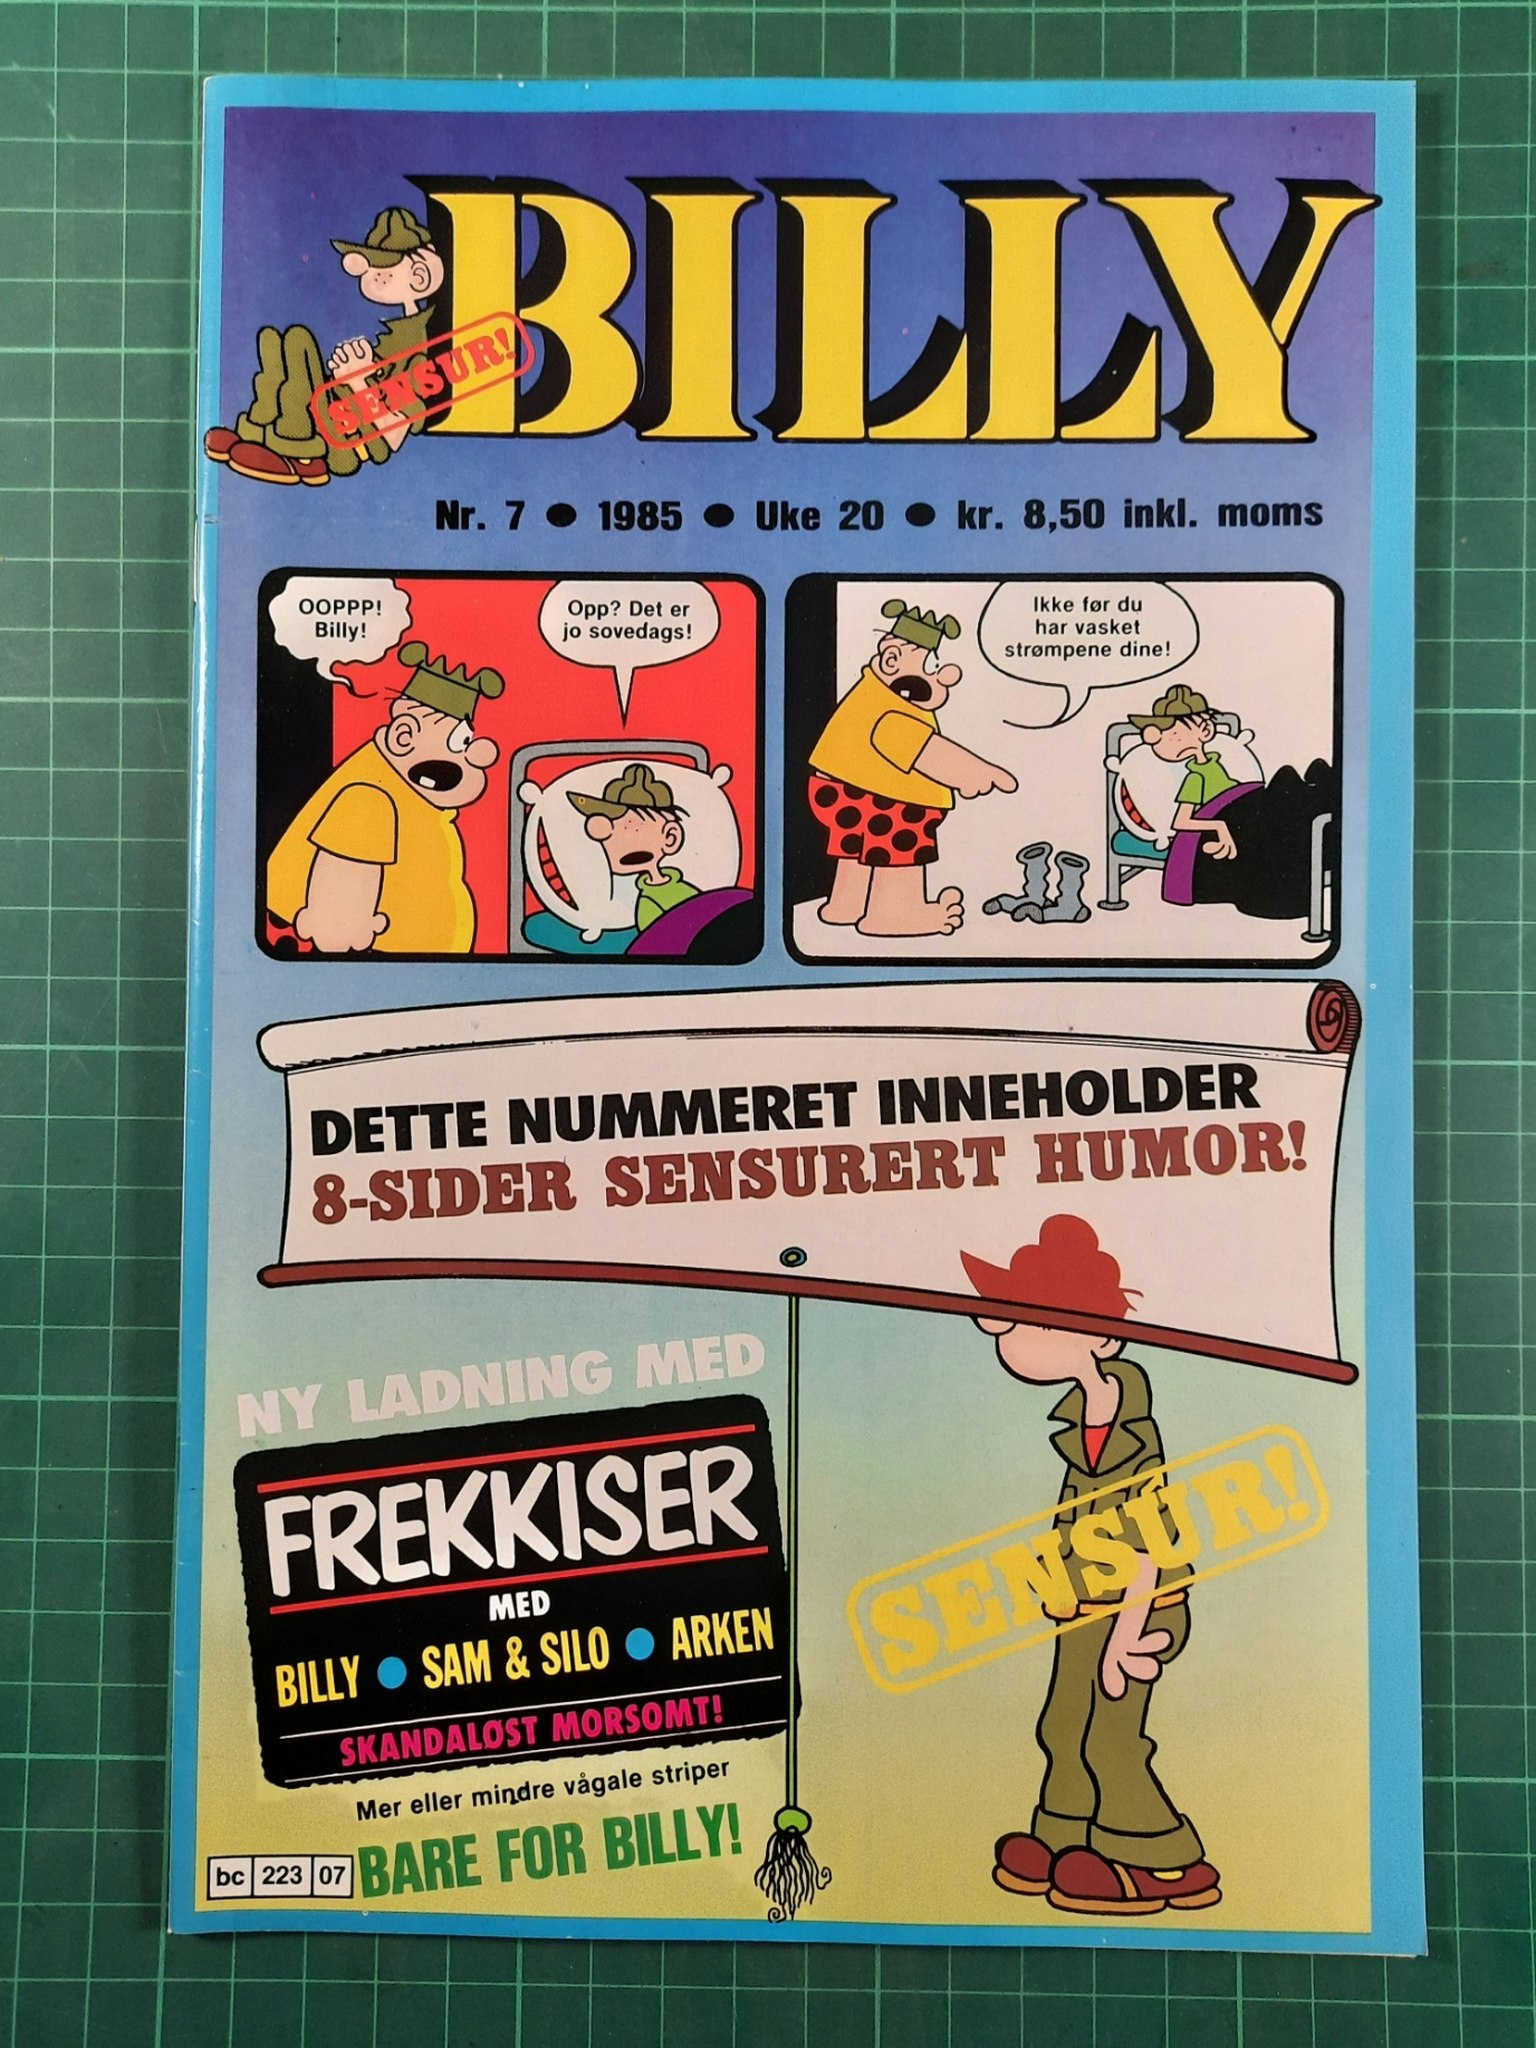 BILLY
SENSUR!
Nr. 7 ● 1985 ● Uke 20 ● kr. 8,50 inkl. moms
OOPPP!
Billy!
Opp? Det er
jo sovedags!
Ikke før du
har vasket
strømpene dine!
DETTE NUMMERET INNEHOLDER
8-SIDER SENSURERT HUMOR!
NY LADNING MED
FREKKISER
MED
BILLY ● SAM & SILO ● ARKEN
SKANDALØST MORSOMT!
Mer eller mindre vågale striper
BARE FOR BILLY!
SENSUR!
bc 223 07